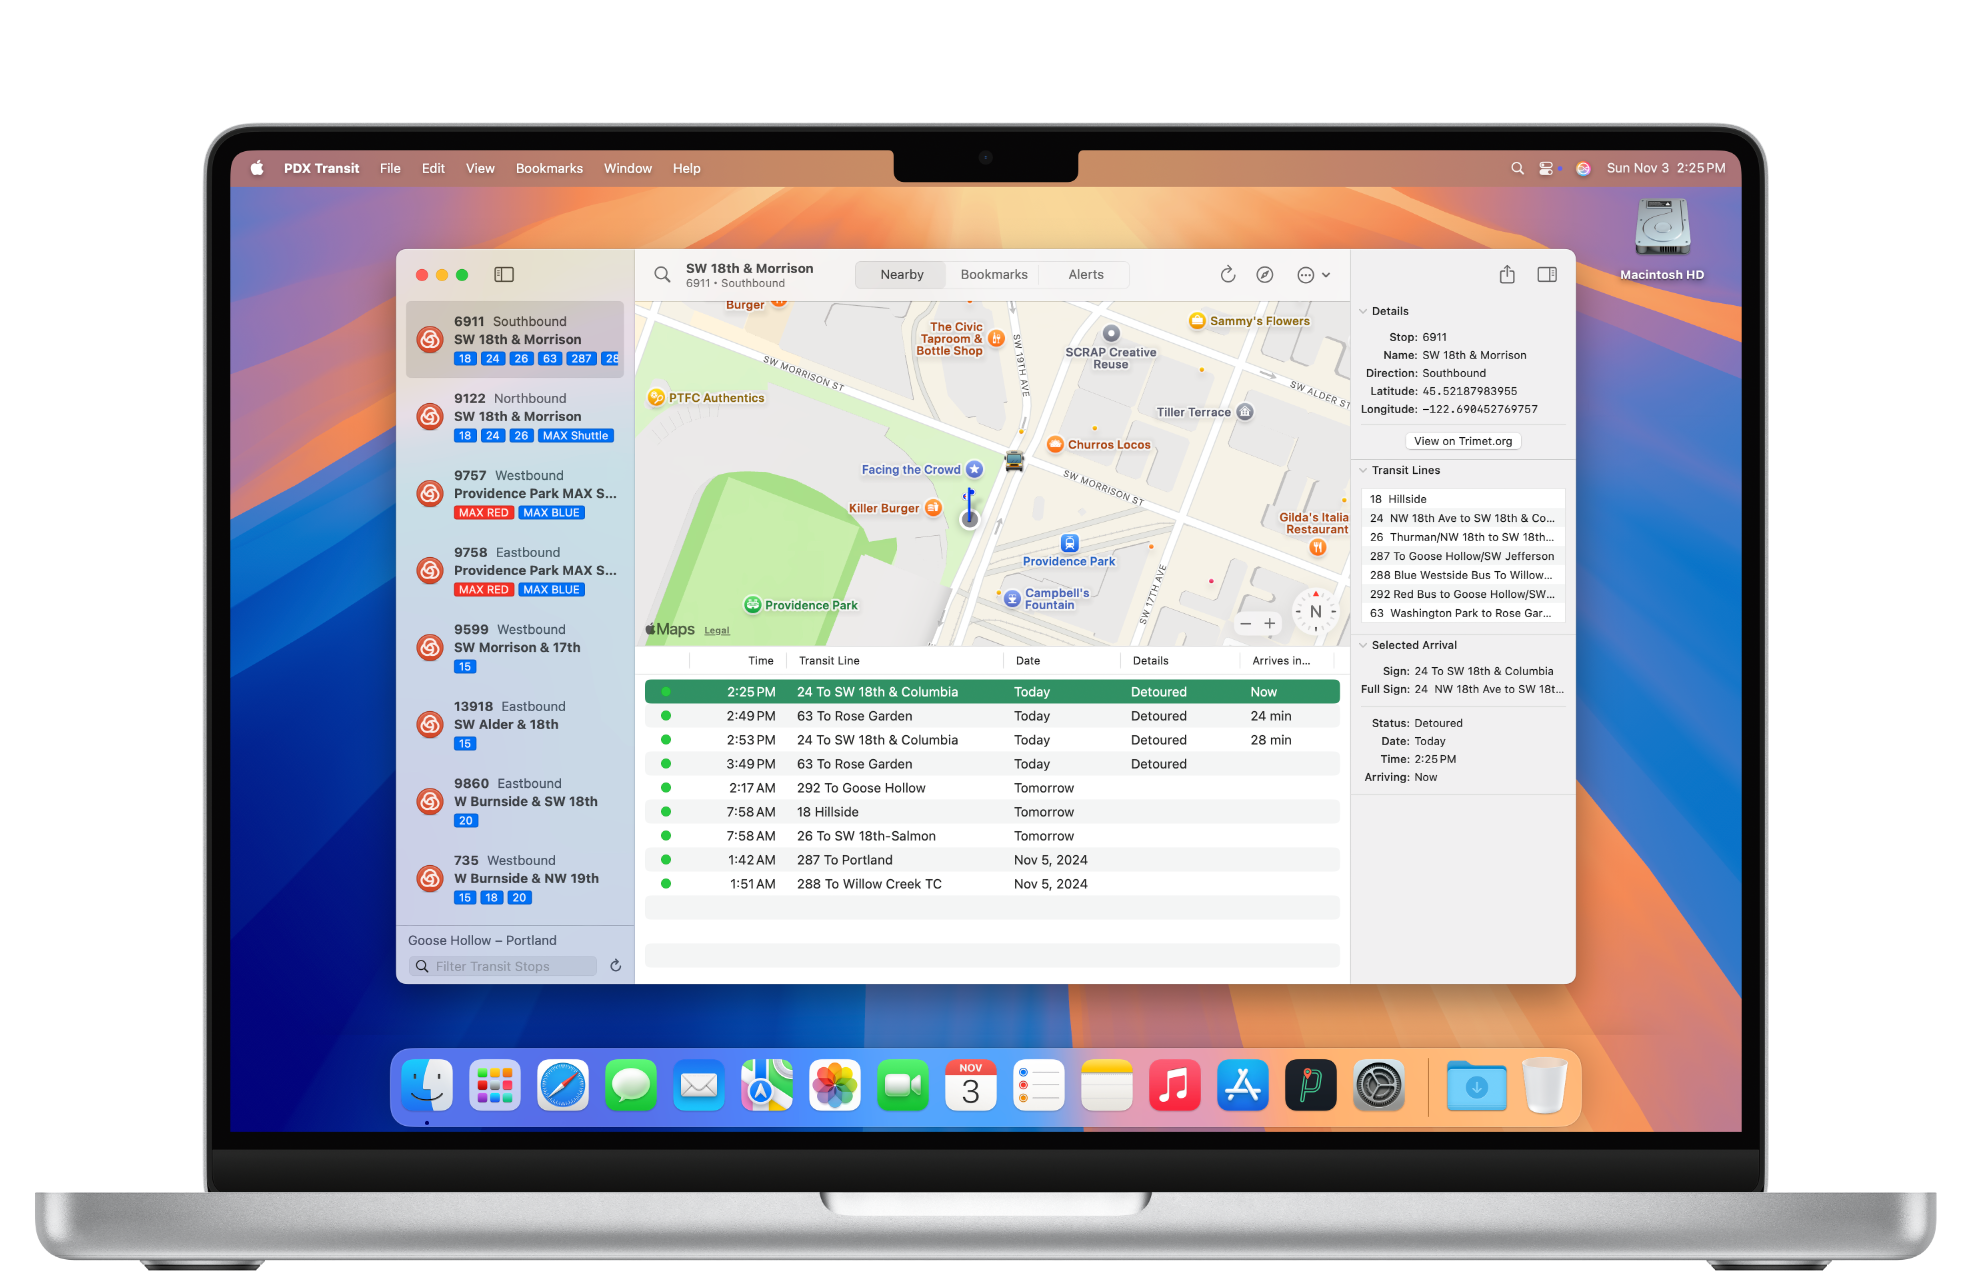 PDX Transit File Edit View Bookmarks Window Help
Sun Nov 3 2:25 PM
Macintosh HD
6911 Southbound
SW 18th & Morrison
18 24 26 63 287
9122 Northbound
SW 18th & Morrison
18 24 26 MAX Shuttle
9757 Westbound
Providence Park MAX S...
MAX RED MAX BLUE
9758 Eastbound
Providence Park MAX S...
MAX RED MAX BLUE
9599 Westbound
SW Morrison & 17th
15
13918 Eastbound
SW Alder & 18th
15
9860 Eastbound
W Burnside & SW 18th
20
735 Westbound
W Burnside & NW 19th
15 18 20
Goose Hollow – Portland
Filter Transit Stops
SW 18th & Morrison
6911 • Southbound
Nearby Bookmarks Alerts
Burger
The Civic
Taproom &
Bottle Shop
SW 19TH AVE
SCRAP Creative
Reuse
Sammy's Flowers
SW MORRISON ST
SW ALDER ST
PTFC Authentics
Tiller Terrace
Churros Locos
Facing the Crowd
SW MORRISON ST
Killer Burger
Gilda's Italia
Restaurant
Providence Park
SW 17TH AVE
Campbell's
Fountain
Providence Park
N
Maps Legal
Time Transit Line Date Details Arrives in...
2:25 PM 24 To SW 18th & Columbia Today Detoured Now
2:49 PM 63 To Rose Garden Today Detoured 24 min
2:53 PM 24 To SW 18th & Columbia Today Detoured 28 min
3:49 PM 63 To Rose Garden Today Detoured
2:17 AM 292 To Goose Hollow Tomorrow
7:58 AM 18 Hillside Tomorrow
7:58 AM 26 To SW 18th-Salmon Tomorrow
1:42 AM 287 To Portland Nov 5, 2024
1:51 AM 288 To Willow Creek TC Nov 5, 2024
Details
Stop: 6911
Name: SW 18th & Morrison
Direction: Southbound
Latitude: 45.52187983955
Longitude: -122.690452769757
View on Trimet.org
Transit Lines
18 Hillside
24 NW 18th Ave to SW 18th & Co...
26 Thurman/NW 18th to SW 18th...
287 To Goose Hollow/SW Jefferson
288 Blue Westside Bus To Willow...
292 Red Bus to Goose Hollow/SW...
63 Washington Park to Rose Gar...
Selected Arrival
Sign: 24 To SW 18th & Columbia
Full Sign: 24 NW 18th Ave to SW 18t...
Status: Detoured
Date: Today
Time: 2:25 PM
Arriving: Now
NOV
3